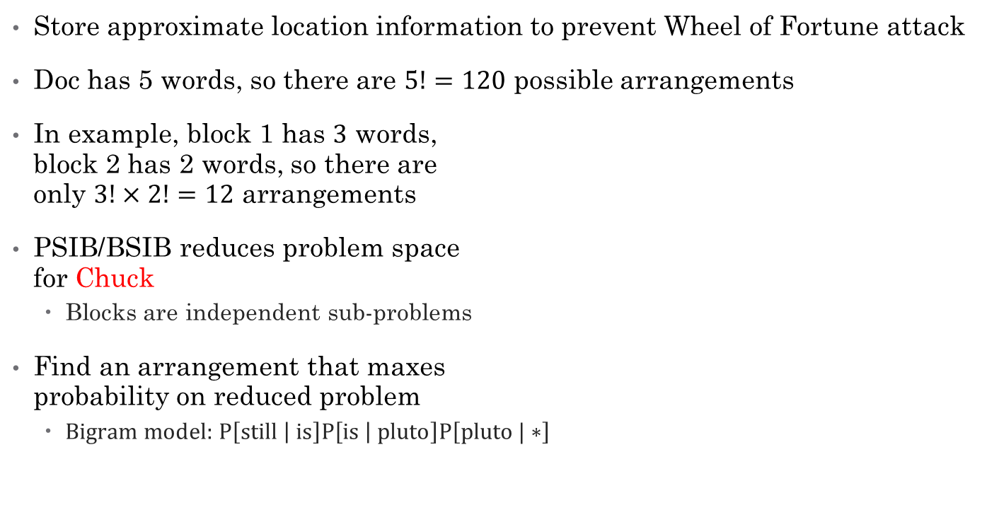 • Store approximate location information to prevent Wheel of Fortune attack
• Doc has 5 words, so there are 5! = 120 possible arrangements
• In example, block 1 has 3 words,
block 2 has 2 words, so there are
only 3! × 2! = 12 arrangements
• PSIB/BSIB reduces problem space
for Chuck
• Blocks are independent sub-problems
• Find an arrangement that maxes
probability on reduced problem
• Bigram model: P[still | is]P[is | pluto]P[pluto | ∗]